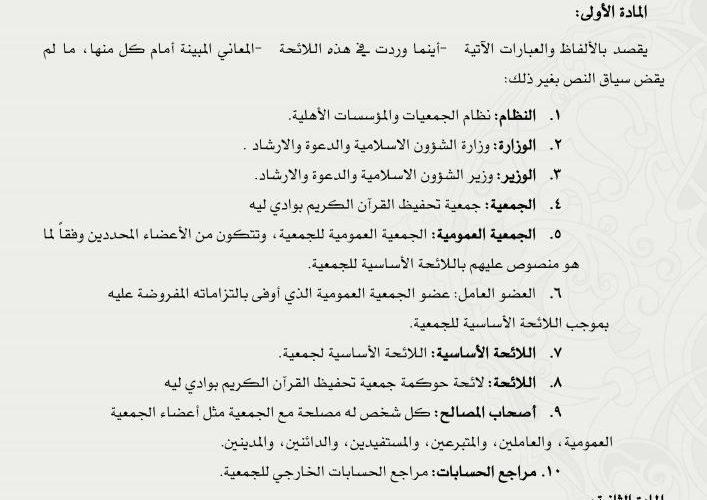 المادة الأولى:
يقصد بالألفاظ والعبارات الآتية -أينما وردت في هذه اللائحة -المعاني المبينة أمام كل منها، ما لم
يقض سياق النص بغير ذلك:
١. النظام: نظام الجمعيات والمؤسسات الأهلية.
٢. الوزارة: وزارة الشؤون الاسلامية والدعوة والارشاد .
٣. الوزير: وزير الشؤون الاسلامية والدعوة والارشاد.
٤. الجمعية: جمعية تحفيظ القرآن الكريم بوادي ليه
٥. الجمعية العمومية: الجمعية العمومية للجمعية، وتتكون من الأعضاء المحددين وفقاً لما
هو منصوص عليهم باللائحة الأساسية للجمعية.
٦. العضو العامل: عضو الجمعية العمومية الذي أوفى بالتزاماته المفروضة عليه
بموجب اللائحة الأساسية للجمعية.
٧. اللائحة الأساسية: اللائحة الأساسية لجمعية.
٨. اللائحة: لائحة حوكمة جمعية تحفيظ القرآن الكريم بوادي ليه
٩. أصحاب المصالح: كل شخص له مصلحة مع الجمعية مثل أعضاء الجمعية
العمومية، والعاملين، والمتبرعين، والمستفيدين، والدائنين، والمدينين.
١٠. مراجع الحسابات: مراجع الحسابات الخارجي للجمعية.